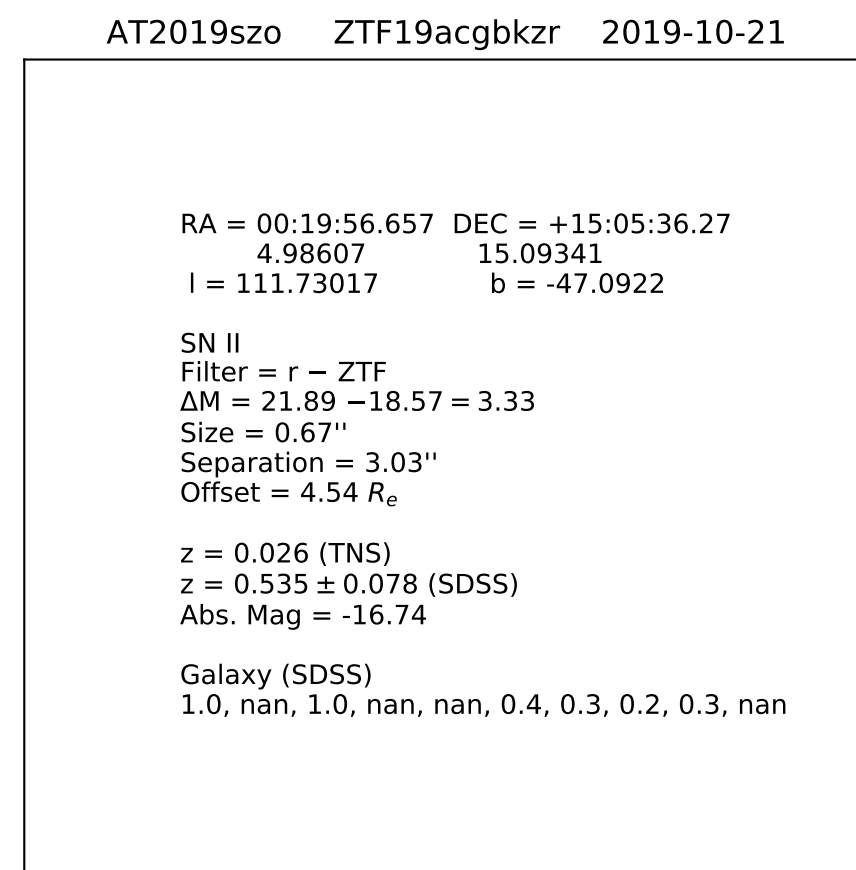 AT2019szo ZTF19acgbkzr 2019-10-21
RA = 00:19:56.657 DEC = +15:05:36.27
4.98607 15.09341
l = 111.73017 b = -47.0922
SN II
Filter = r − ZTF
ΔM = 21.89 −18.57 = 3.33
Size = 0.67''
Separation = 3.03''
Offset = 4.54 Rₑ
z = 0.026 (TNS)
z = 0.535 ± 0.078 (SDSS)
Abs. Mag = -16.74
Galaxy (SDSS)
1.0, nan, 1.0, nan, nan, 0.4, 0.3, 0.2, 0.3, nan